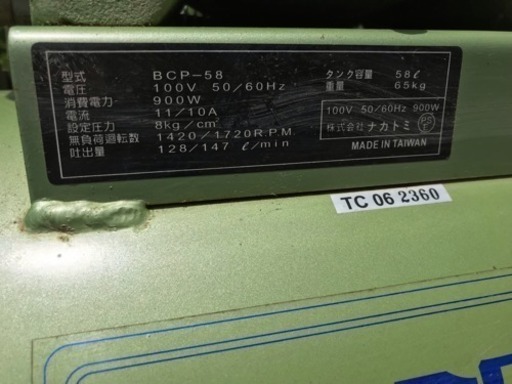 型式 BCP-58
電圧 100V 50/60Hz
消費電力 900W
電流 11/10A
設定圧力 8kg/cm²
無負荷廻転数 1420/1720R.P.M
吐出量 128/147 ℓ/min
タンク容量 58ℓ
重量 65kg
100V 50/60Hz 900W
株式会社 ナカトミ PSE
MADE IN TAIWAN
TC 06 2360